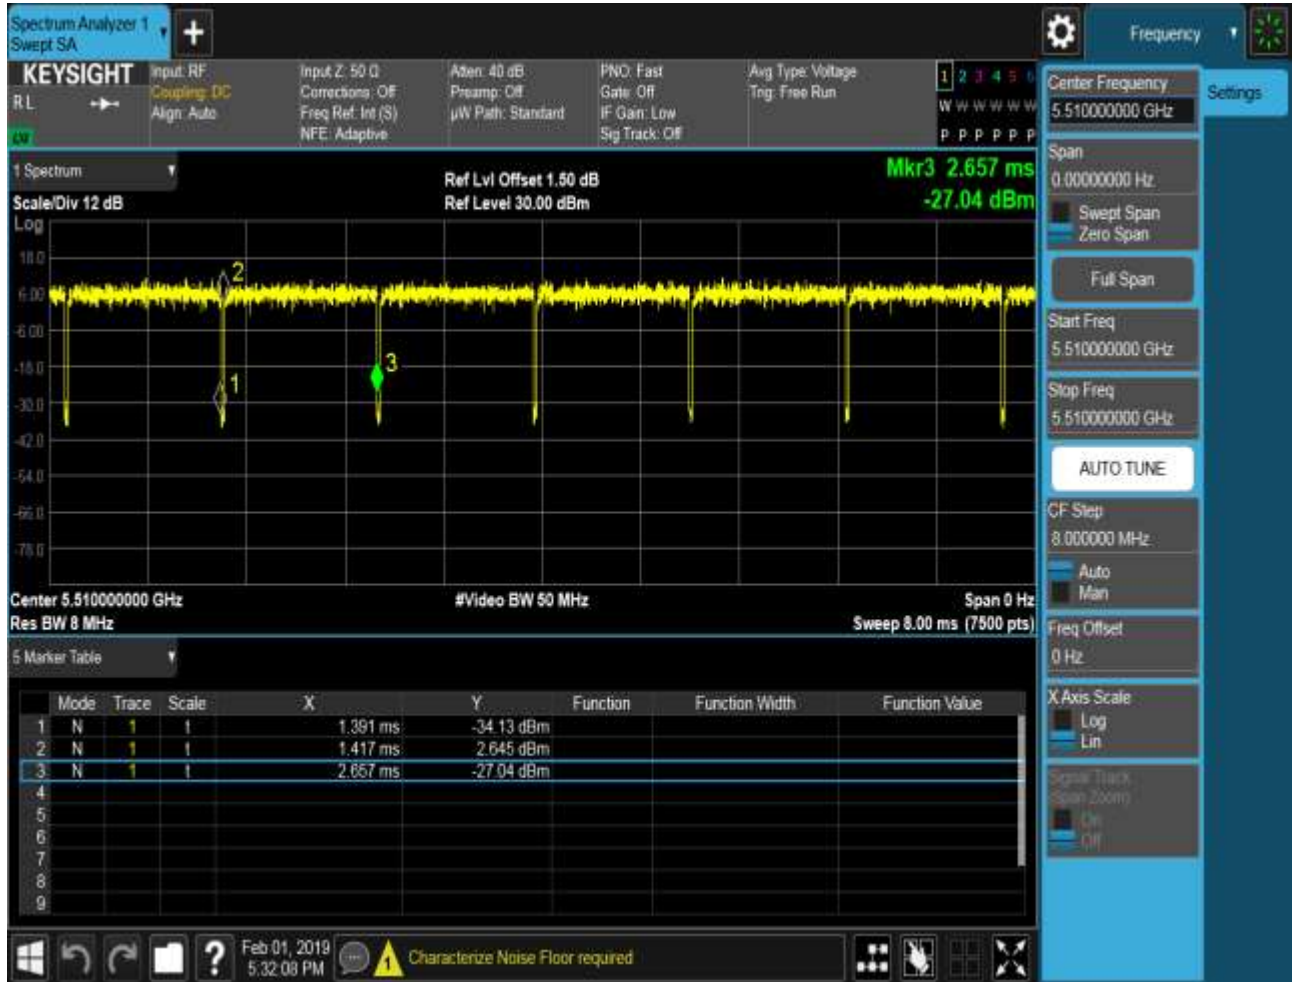 Spectrum Analyzer 1
Swept SA
+
Frequency
KEYSIGHT
RL
Input: RF
Coupling: DC
Align: Auto
Input Z: 50 Ω
Corrections: Off
Freq Ref: Int (S)
NFE: Adaptive
Atten: 40 dB
Preamp: Off
µW Path: Standard
PNO: Fast
Gate: Off
IF Gain: Low
Sig Track: Off
Avg Type: Voltage
Trig: Free Run
1 2 3 4 5 6
W W W W W W
P P P P P P
1 Spectrum
Scale/Div 12 dB
Ref Lvl Offset 1.50 dB
Ref Level 30.00 dBm
Mkr3 2.657 ms
-27.04 dBm
Log
18.0
6.00
-6.00
-18.0
-30.0
-42.0
-54.0
-66.0
-78.0
2
1
3
Center 5.510000000 GHz
Res BW 8 MHz
#Video BW 50 MHz
Span 0 Hz
Sweep 8.00 ms (7500 pts)
5 Marker Table
Mode Trace Scale X Y Function Function Width Function Value
1 N 1 t 1.391 ms -34.13 dBm
2 N 1 t 1.417 ms 2.645 dBm
3 N 1 t 2.657 ms -27.04 dBm
4
5
6
7
8
9
Center Frequency
5.510000000 GHz
Settings
Span
0.00000000 Hz
Swept Span
Zero Span
Full Span
Start Freq
5.510000000 GHz
Stop Freq
5.510000000 GHz
AUTO TUNE
CF Step
8.000000 MHz
Auto
Man
Freq Offset
0 Hz
X Axis Scale
Log
Lin
Signal Track
(Span Zoom)
On
Off
?
Feb 01, 2019
5:32:08 PM
1
Characterize Noise Floor required